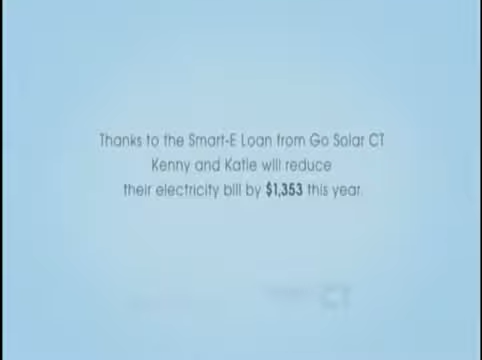 Thanks to the Smart-E Loan from Go Solar CT
Kenny and Katie will reduce
their electricity bill by $1,353 this year.
CT